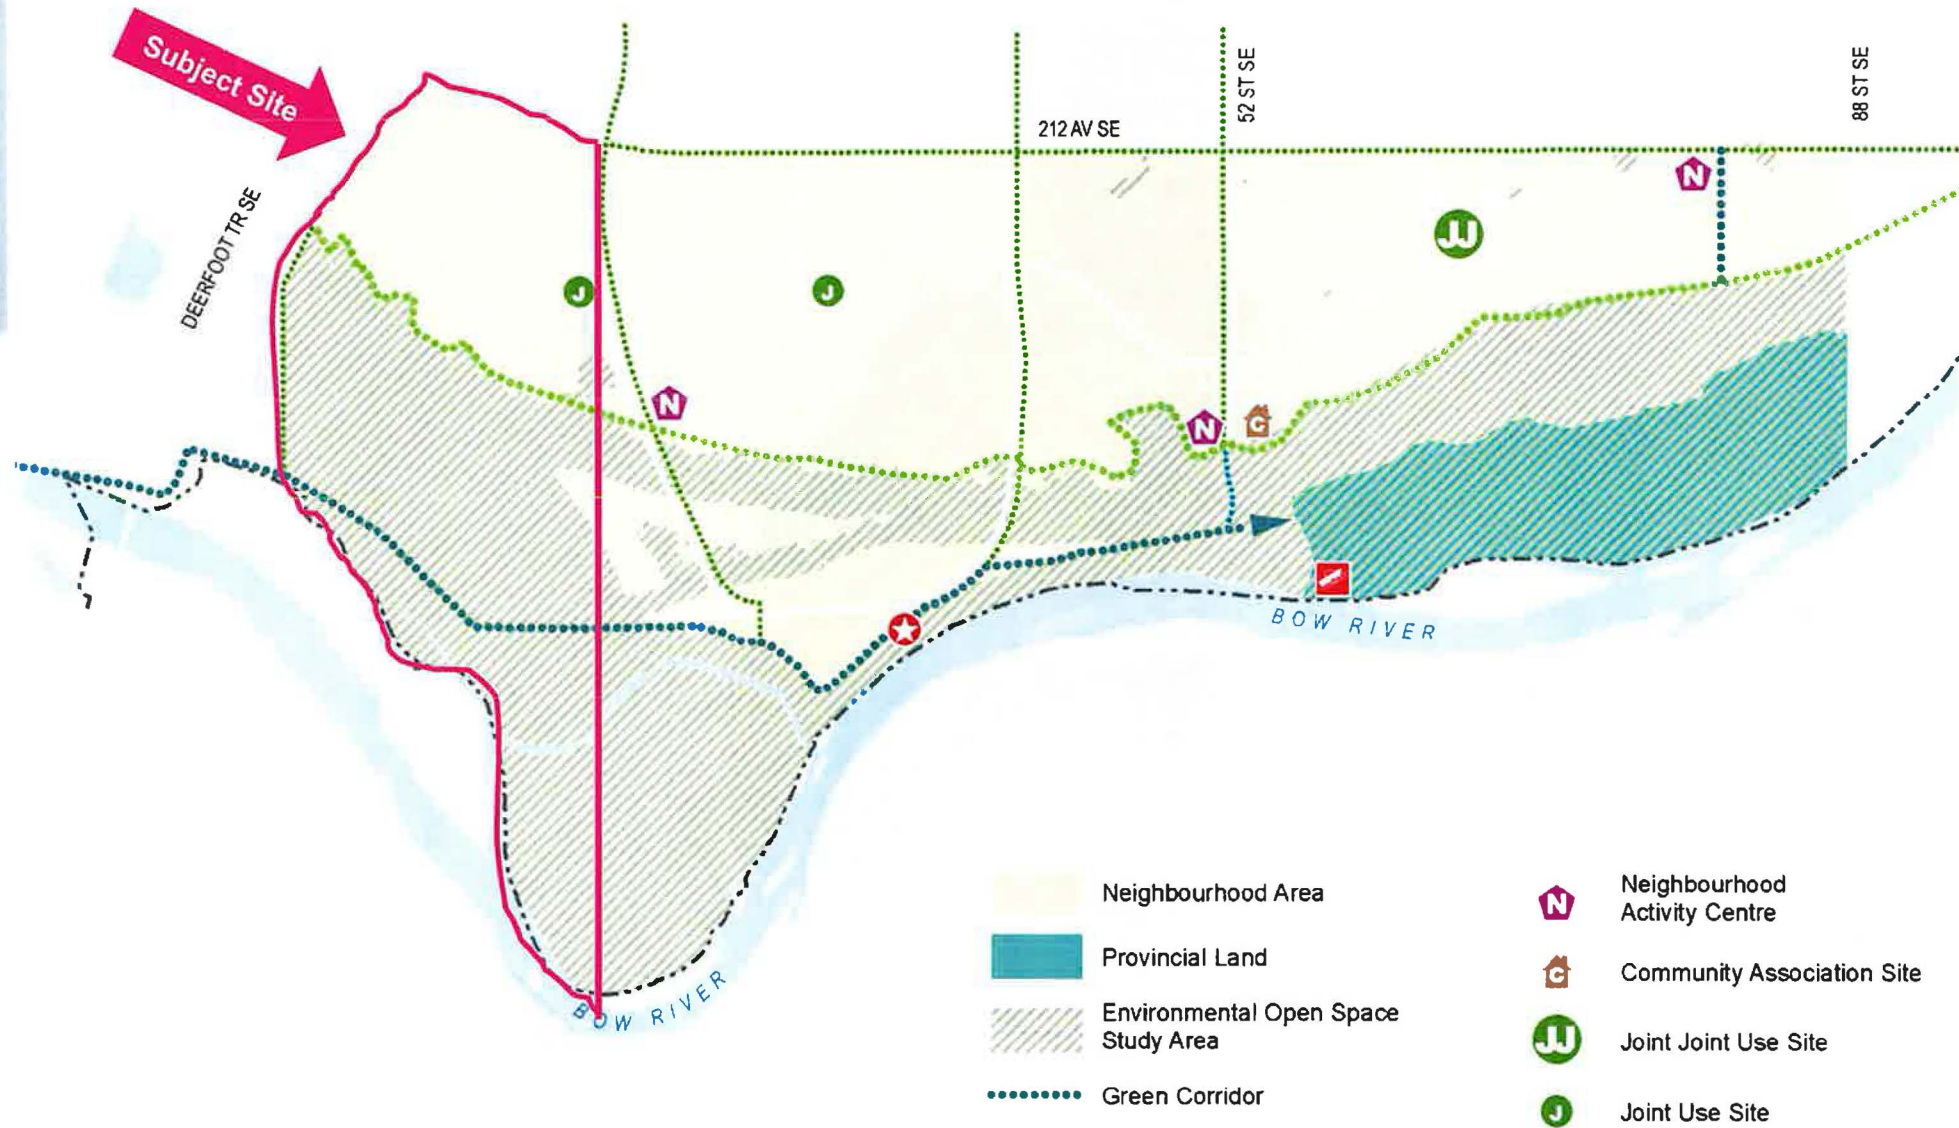 Subject Site
DEERFOOT TR SE
212 AV SE
52 ST SE
88 ST SE
N
JJ
J
J
N
N
C
BOW RIVER
BOW RIVER
Neighbourhood Area
Provincial Land
Environmental Open Space
Study Area
Green Corridor
N
Neighbourhood
Activity Centre
C
Community Association Site
JJ
Joint Joint Use Site
J
Joint Use Site